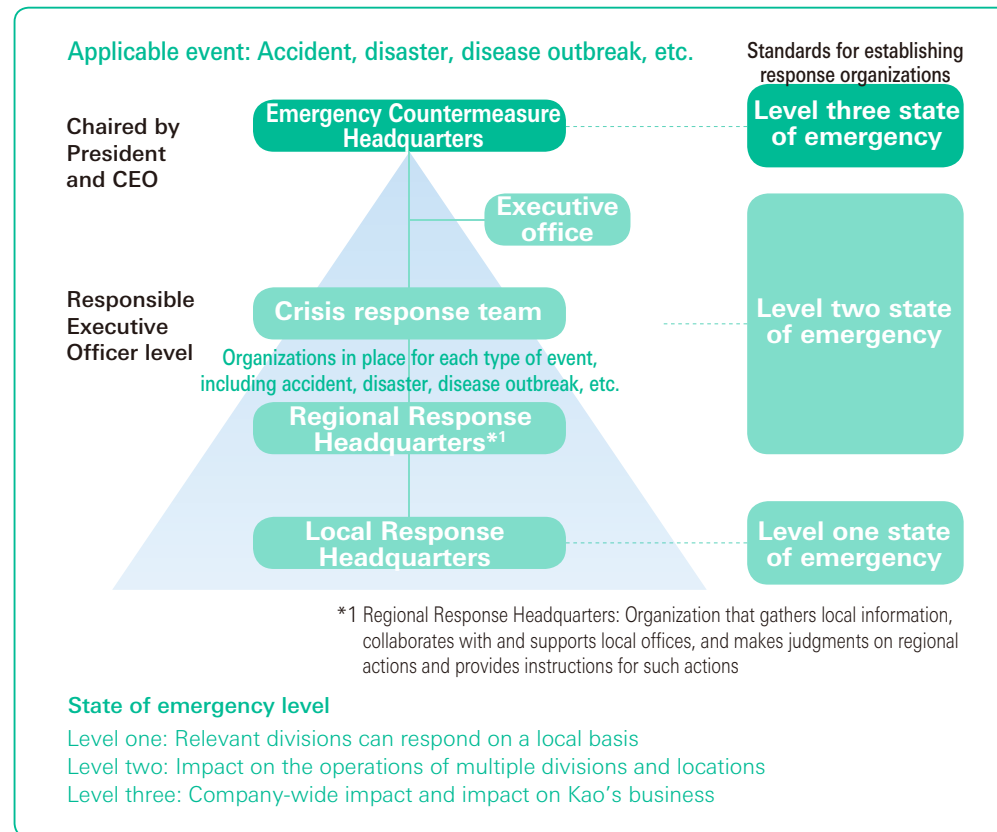 Applicable event: Accident, disaster, disease outbreak, etc.
Standards for establishing
response organizations
Chaired by
President
and CEO
Emergency Countermeasure
Headquarters
Level three state
of emergency
Executive
office
Responsible
Executive
Officer level
Crisis response team
Level two state
of emergency
Organizations in place for each type of event,
including accident, disaster, disease outbreak, etc.
Regional Response
Headquarters*1
Local Response
Headquarters
Level one state
of emergency
*1 Regional Response Headquarters: Organization that gathers local information,
collaborates with and supports local offices, and makes judgments on regional
actions and provides instructions for such actions
State of emergency level
Level one: Relevant divisions can respond on a local basis
Level two: Impact on the operations of multiple divisions and locations
Level three: Company-wide impact and impact on Kao's business